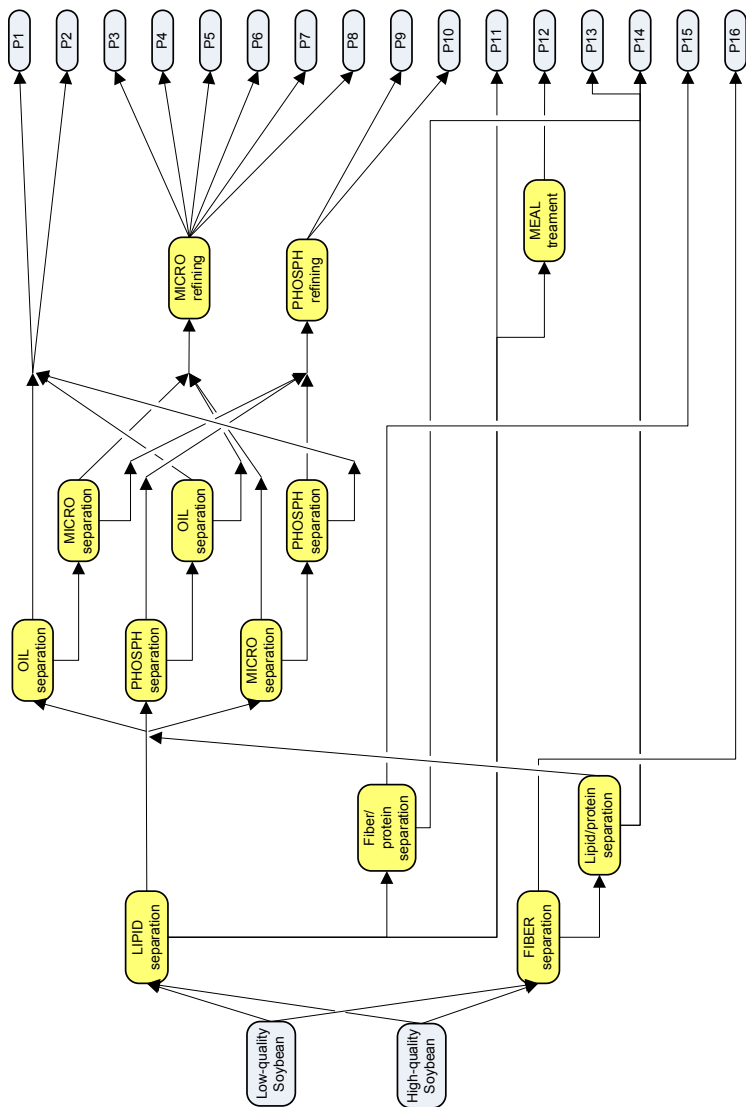 P1
P2
P3
P4
P5
P6
P7
P8
P9
P10
P11
P12
P13
P14
P15
P16
MEAL
treament
MICRO
refining
PHOSPH
refining
MICRO
separation
OIL
separation
PHOSPH
separation
OIL
separation
PHOSPH
separation
MICRO
separation
Fiber/
protein
separation
Lipid/protein
separation
LIPID
separation
FIBER
separation
Low-quality
Soybean
High-quality
Soybean